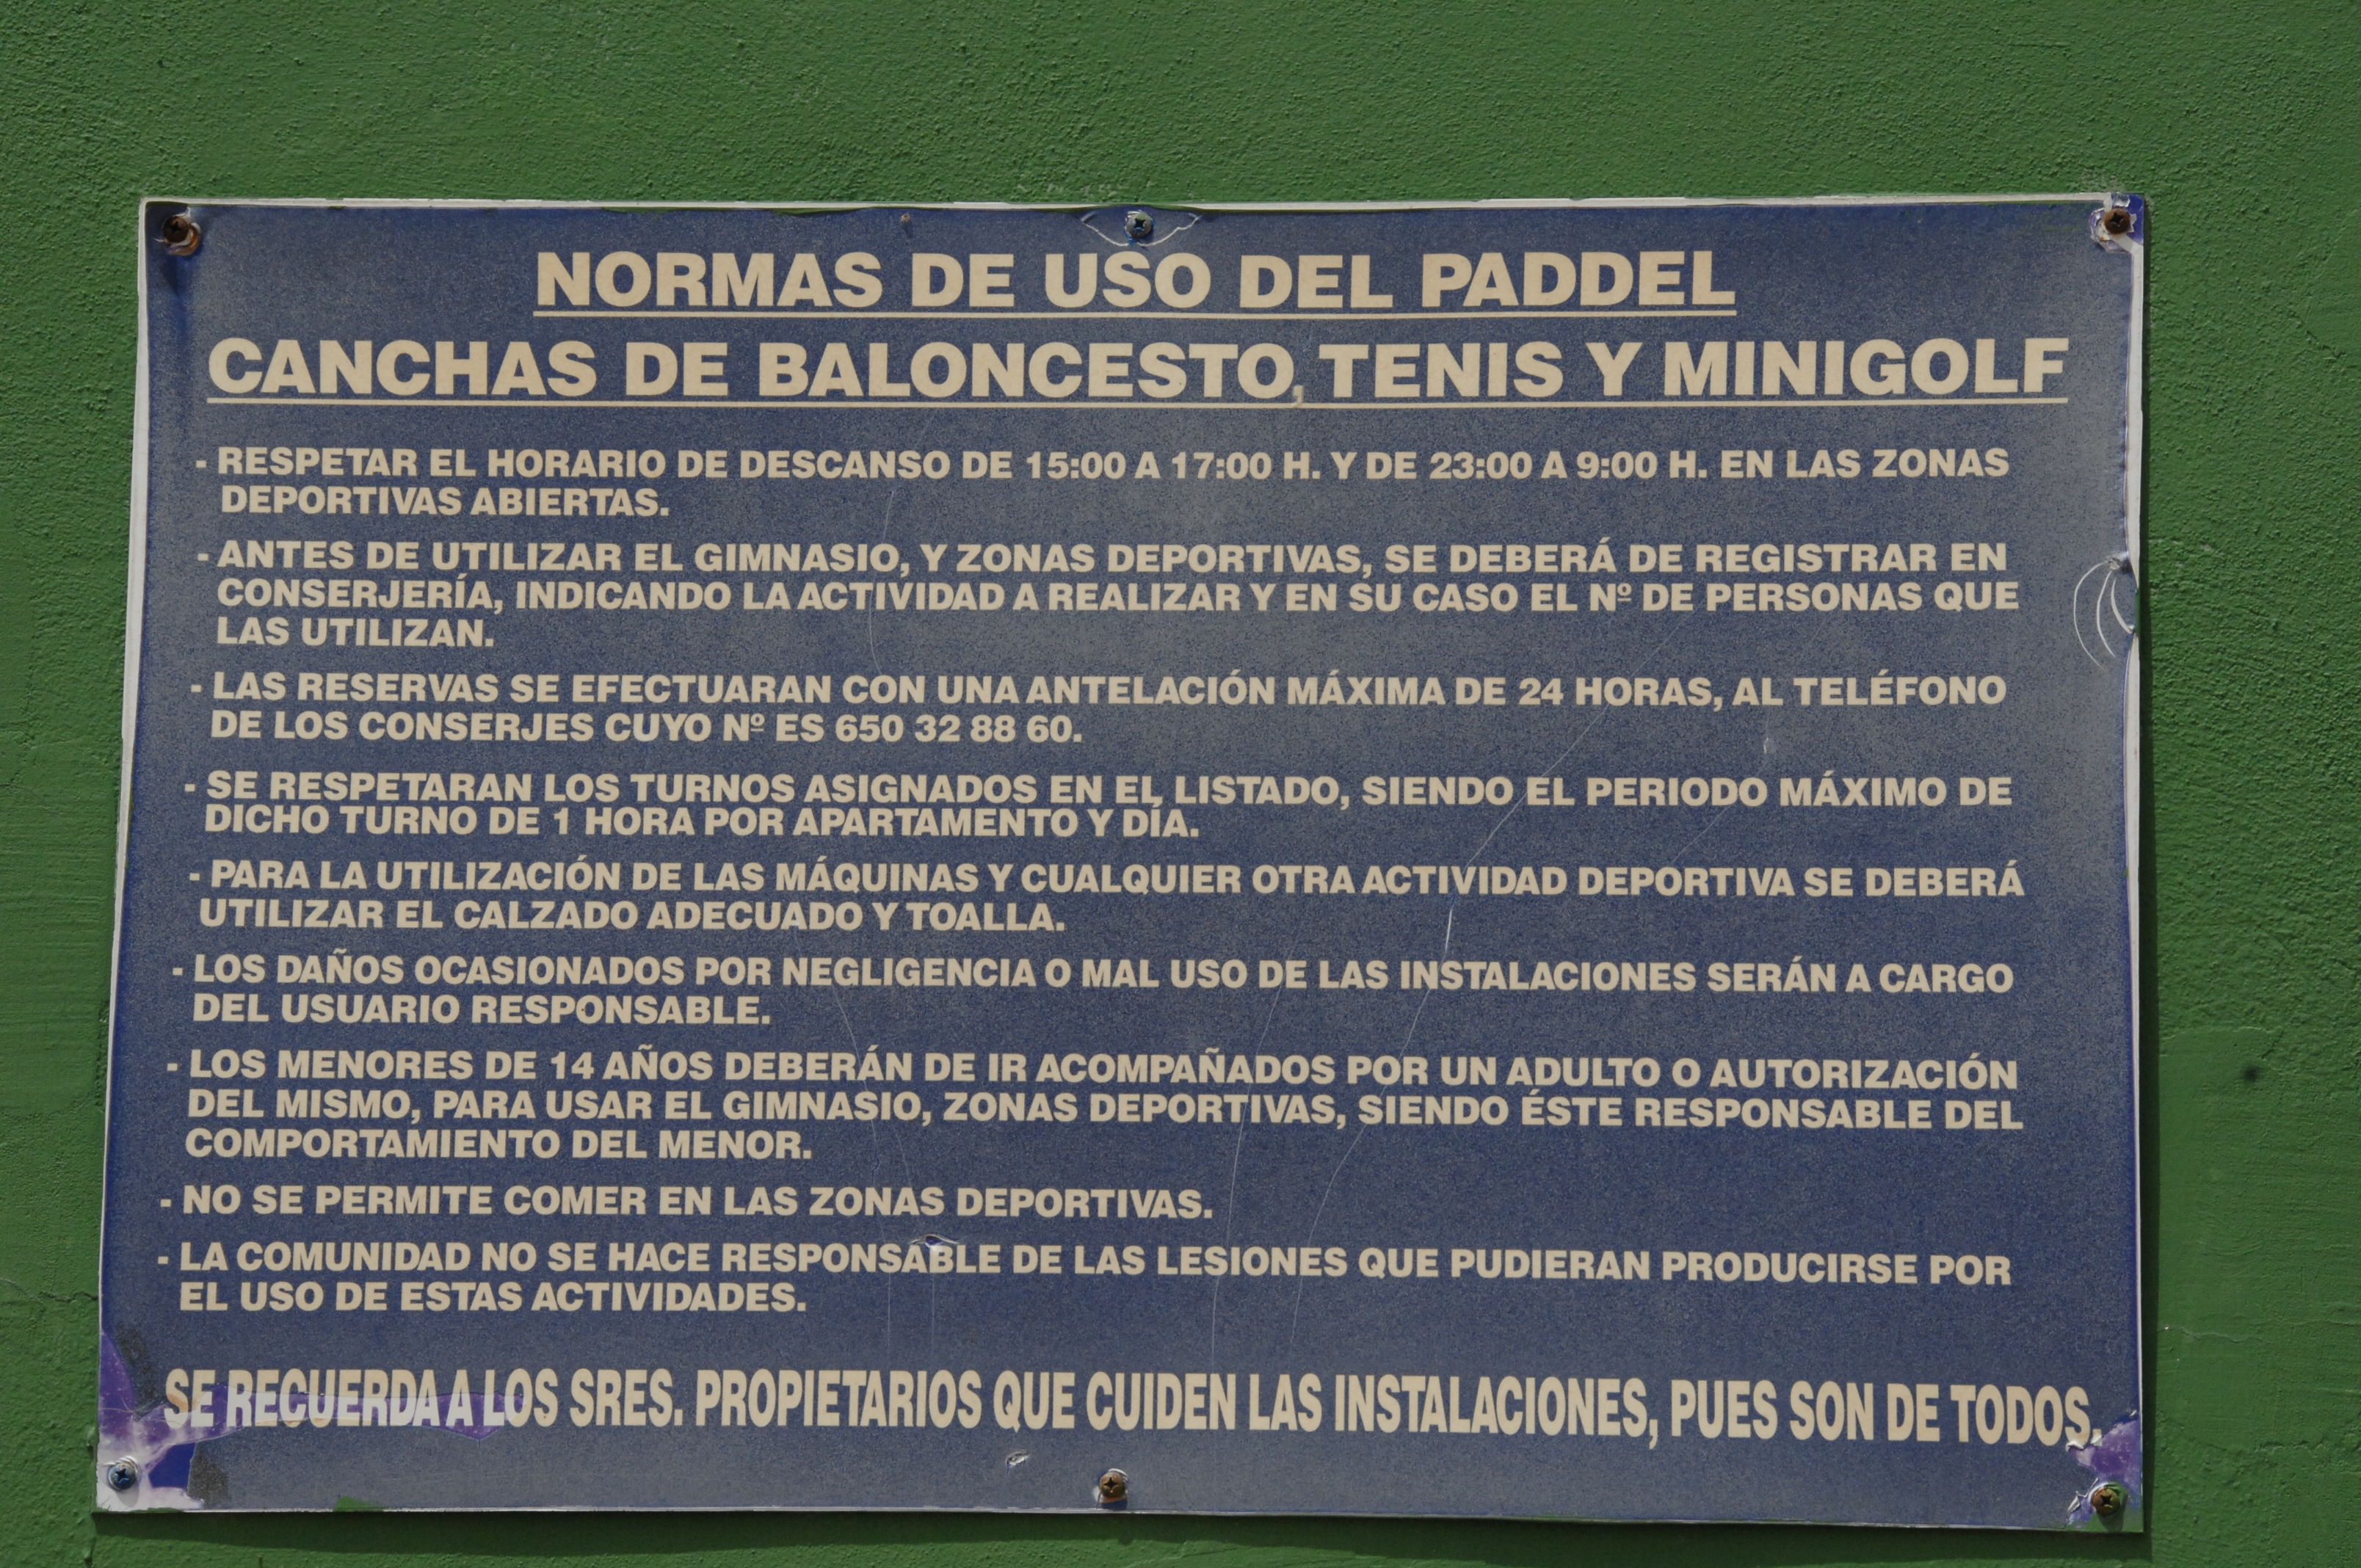 NORMAS DE USO DEL PADDEL
CANCHAS DE BALONCESTO, TENIS Y MINIGOLF
- RESPETAR EL HORARIO DE DESCANSO DE 15:00 A 17:00 H. Y DE 23:00 A 9:00 H. EN LAS ZONAS
DEPORTIVAS ABIERTAS.
- ANTES DE UTILIZAR EL GIMNASIO, Y ZONAS DEPORTIVAS, SE DEBERÁ DE REGISTRAR EN
CONSERJERÍA, INDICANDO LA ACTIVIDAD A REALIZAR Y EN SU CASO EL Nº DE PERSONAS QUE
LAS UTILIZAN.
- LAS RESERVAS SE EFECTUARAN CON UNA ANTELACIÓN MÁXIMA DE 24 HORAS, AL TELÉFONO
DE LOS CONSERJES CUYO Nº ES 650 32 88 60.
- SE RESPETARAN LOS TURNOS ASIGNADOS EN EL LISTADO, SIENDO EL PERIODO MÁXIMO DE
DICHO TURNO DE 1 HORA POR APARTAMENTO Y DÍA.
- PARA LA UTILIZACIÓN DE LAS MÁQUINAS Y CUALQUIER OTRA ACTIVIDAD DEPORTIVA SE DEBERÁ
UTILIZAR EL CALZADO ADECUADO Y TOALLA.
- LOS DAÑOS OCASIONADOS POR NEGLIGENCIA O MAL USO DE LAS INSTALACIONES SERÁN A CARGO
DEL USUARIO RESPONSABLE.
- LOS MENORES DE 14 AÑOS DEBERÁN DE IR ACOMPAÑADOS POR UN ADULTO O AUTORIZACIÓN
DEL MISMO, PARA USAR EL GIMNASIO, ZONAS DEPORTIVAS, SIENDO ÉSTE RESPONSABLE DEL
COMPORTAMIENTO DEL MENOR.
- NO SE PERMITE COMER EN LAS ZONAS DEPORTIVAS.
- LA COMUNIDAD NO SE HACE RESPONSABLE DE LAS LESIONES QUE PUDIERAN PRODUCIRSE POR
EL USO DE ESTAS ACTIVIDADES.
SE RECUERDA A LOS SRES. PROPIETARIOS QUE CUIDEN LAS INSTALACIONES, PUES SON DE TODOS.